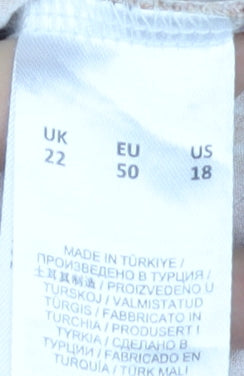 UK EU US
22 50 18
MADE IN TÜRKIYE /
ПРОИЗВЕДЕНО В ТУРЦИЯ /
土耳其制造 / PROIZVEDENO U
TURSKOJ / VALMISTATUD
TÜRGIS / FABBRICATO IN
TURCHIA / PRODUSERT I
TYRKIA / СДЕЛАНО В
ТУРЦИИ / FABRICADO EN
TURQUÍA / TÜRK MALI